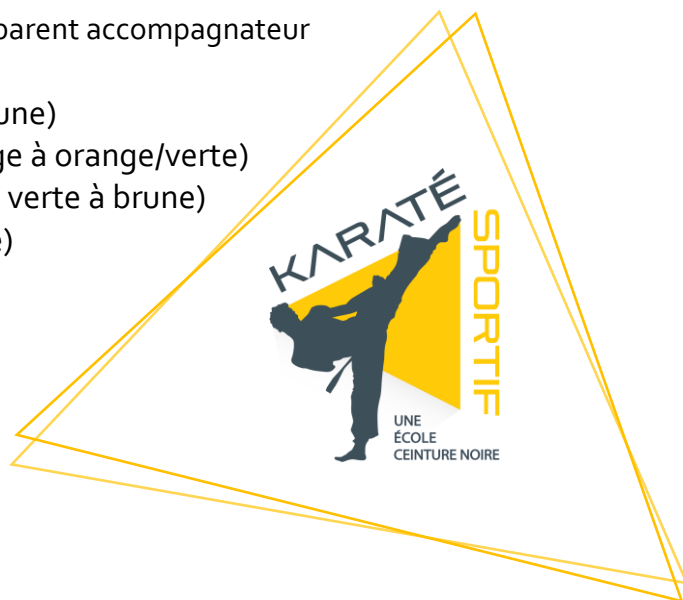 parent accompagnateur
une)
ge à orange/verte)
verte à brune)
)
KARATÉ
SPORTIF
UNE
ÉCOLE
CEINTURE NOIRE